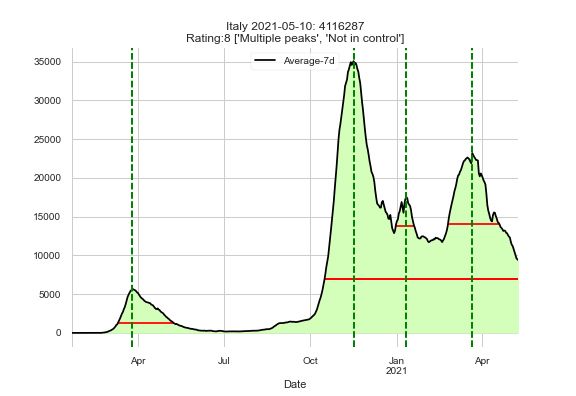 Italy 2021-05-10: 4116287
Rating:8 ['Multiple peaks', 'Not in control']
Average-7d
35000
30000
25000
20000
15000
10000
5000
0
Apr Jul Oct Jan Apr
2021
Date